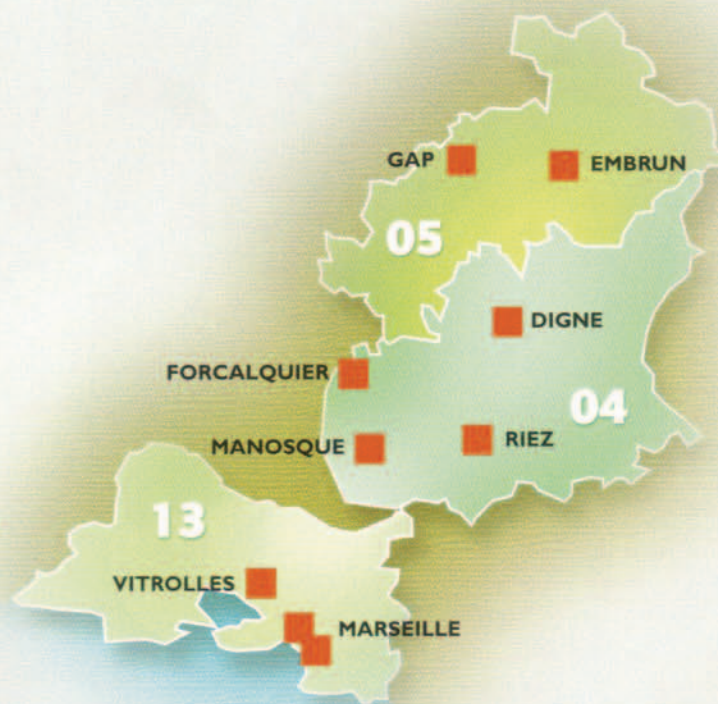 GAP
EMBRUN
05
DIGNE
FORCALQUIER
04
MANOSQUE
RIEZ
13
VITROLLES
MARSEILLE